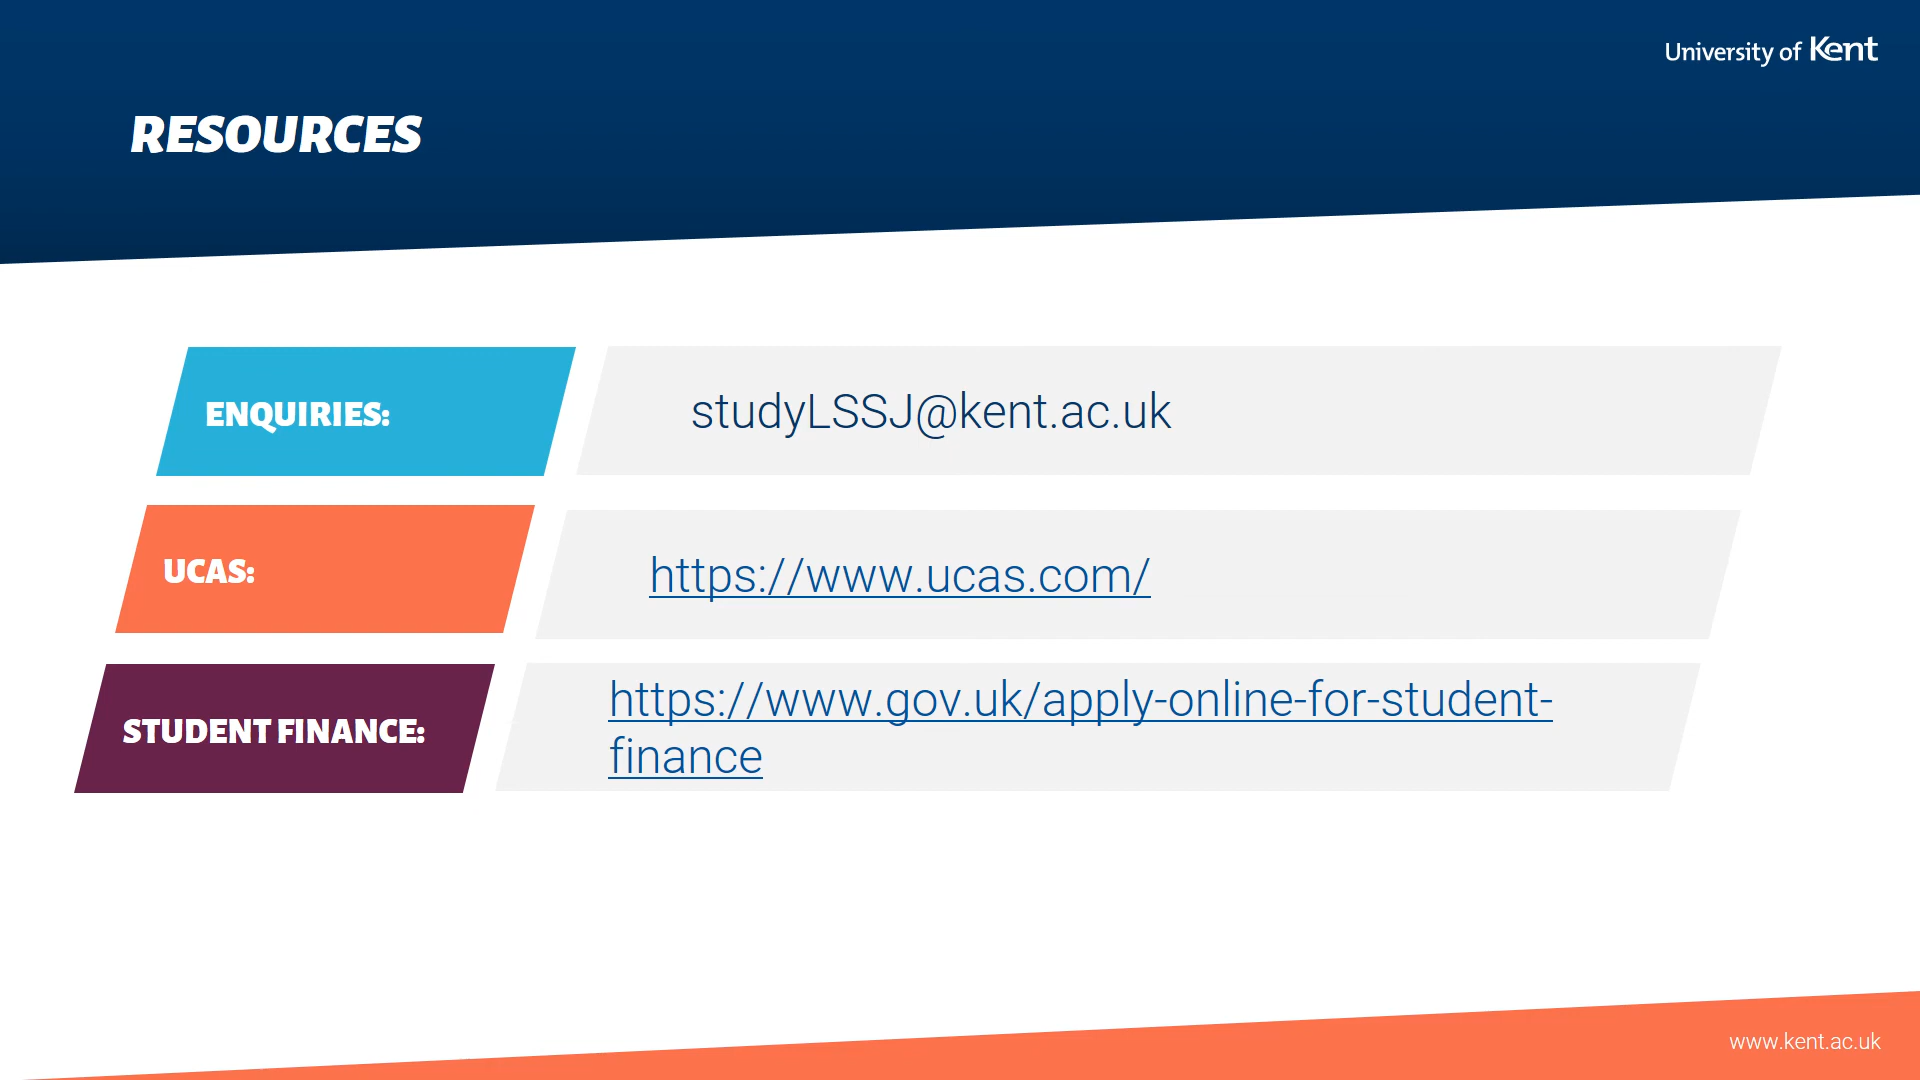 University of Kent
RESOURCES
ENQUIRIES:
studyLSSJ@kent.ac.uk
UCAS:
https://www.ucas.com/
STUDENT FINANCE:
https://www.gov.uk/apply-online-for-student-
finance
www.kent.ac.uk